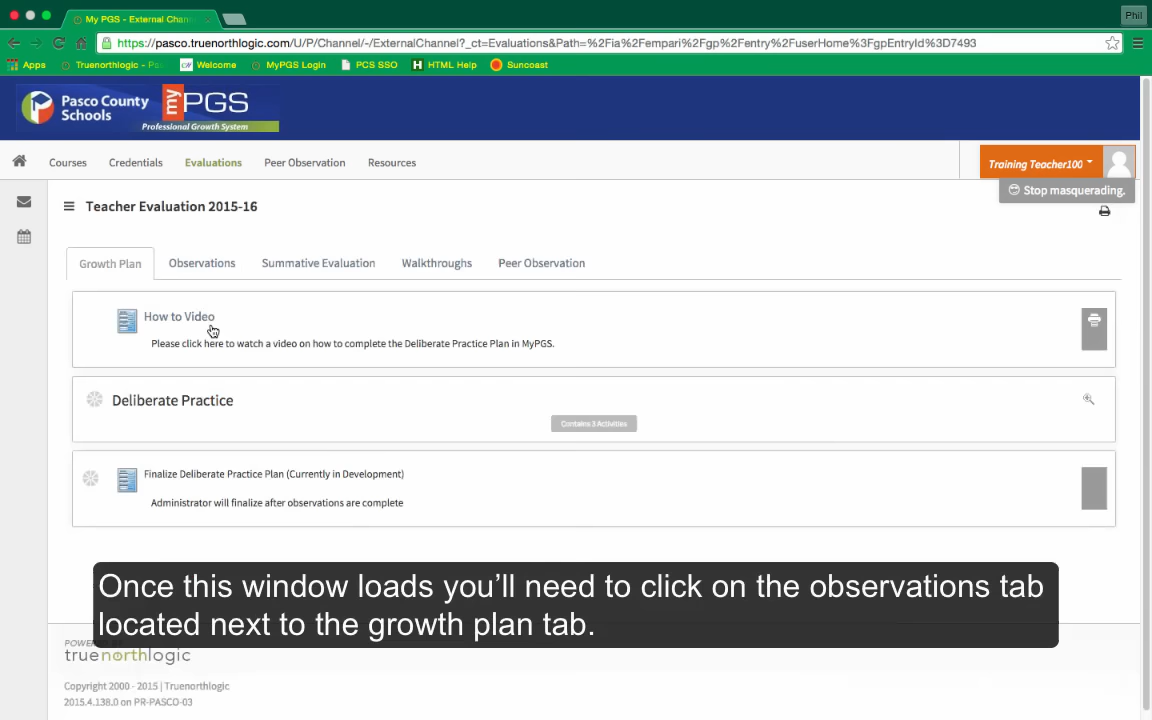 My PGS - External Chan
Phil
https://pasco.truenorthlogic.com/U/P/Channel/-/ExternalChannel?_ct=Evaluations&Path=%2Fia%2Fempari%2Fgp%2Fentry%2FuserHome%3FgpEntryId%3D7493
Apps Truenorthlogic - Pa CW Welcome MyPGS Login PCS SSO H HTML Help Suncoast
Pasco County Schools
myPGS
Professional Growth System
Courses Credentials Evaluations Peer Observation Resources
Training Teacher100
Stop masquerading.
Teacher Evaluation 2015-16
Growth Plan Observations Summative Evaluation Walkthroughs Peer Observation
How to Video
Please click here to watch a video on how to complete the Deliberate Practice Plan in MyPGS.
Deliberate Practice
Contains 3 Activities
Finalize Deliberate Practice Plan (Currently in Development)
Administrator will finalize after observations are complete
Once this window loads you’ll need to click on the observations tab
located next to the growth plan tab.
truenorthlogic
Copyright 2000 - 2015 | Truenorthlogic
2015.4.138.0 on PR-PASCO-03